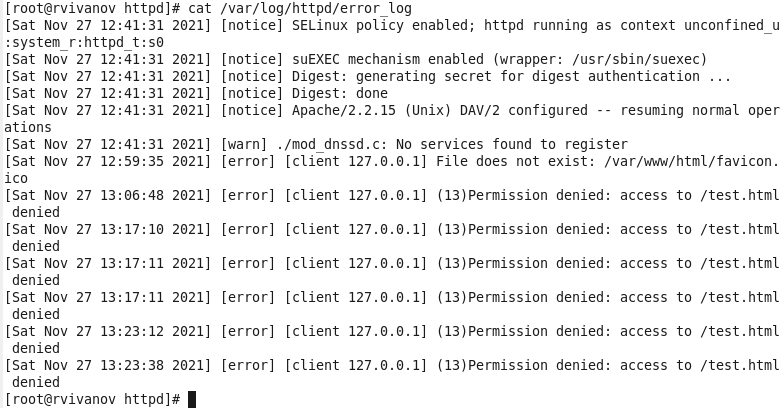 [root@rvivanov httpd]# cat /var/log/httpd/error_log
[Sat Nov 27 12:41:31 2021] [notice] SELinux policy enabled; httpd running as context unconfined_u
:system_r:httpd_t:s0
[Sat Nov 27 12:41:31 2021] [notice] suEXEC mechanism enabled (wrapper: /usr/sbin/suexec)
[Sat Nov 27 12:41:31 2021] [notice] Digest: generating secret for digest authentication ...
[Sat Nov 27 12:41:31 2021] [notice] Digest: done
[Sat Nov 27 12:41:31 2021] [notice] Apache/2.2.15 (Unix) DAV/2 configured -- resuming normal oper
ations
[Sat Nov 27 12:41:31 2021] [warn] ./mod_dnssd.c: No services found to register
[Sat Nov 27 12:59:35 2021] [error] [client 127.0.0.1] File does not exist: /var/www/html/favicon.
ico
[Sat Nov 27 13:06:48 2021] [error] [client 127.0.0.1] (13)Permission denied: access to /test.html
 denied
[Sat Nov 27 13:17:10 2021] [error] [client 127.0.0.1] (13)Permission denied: access to /test.html
 denied
[Sat Nov 27 13:17:11 2021] [error] [client 127.0.0.1] (13)Permission denied: access to /test.html
 denied
[Sat Nov 27 13:17:11 2021] [error] [client 127.0.0.1] (13)Permission denied: access to /test.html
 denied
[Sat Nov 27 13:23:12 2021] [error] [client 127.0.0.1] (13)Permission denied: access to /test.html
 denied
[Sat Nov 27 13:23:38 2021] [error] [client 127.0.0.1] (13)Permission denied: access to /test.html
 denied
[root@rvivanov httpd]#